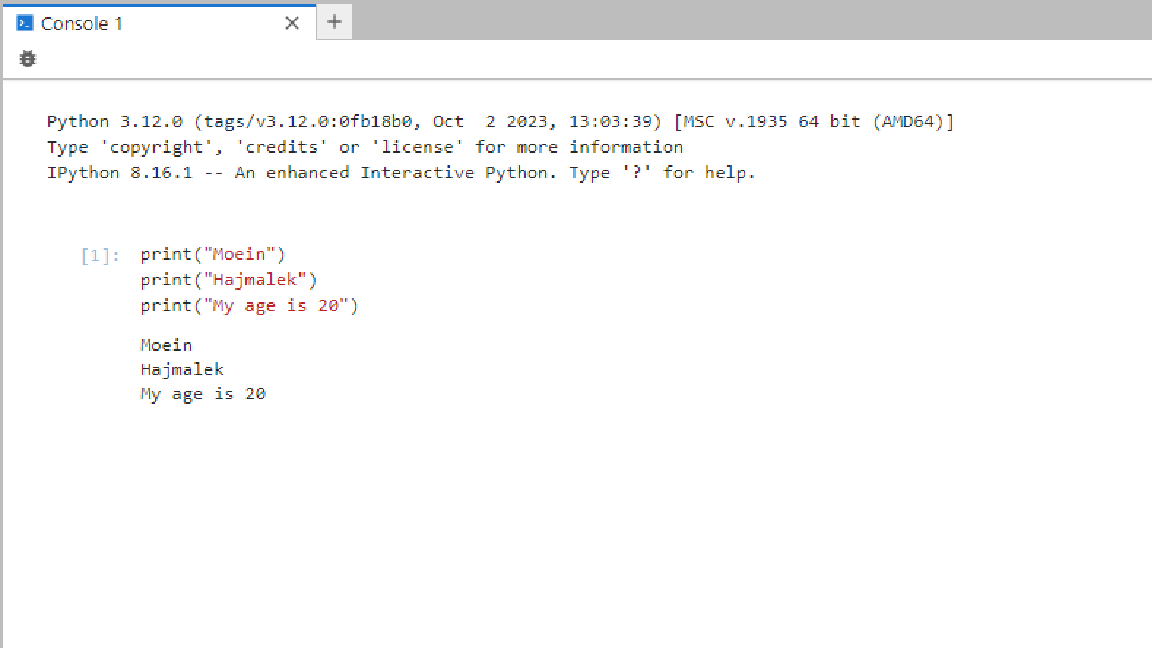 Console 1
Python 3.12.0 (tags/v3.12.0:0fb18b0, Oct  2 2023, 13:03:39) [MSC v.1935 64 bit (AMD64)]
Type 'copyright', 'credits' or 'license' for more information
IPython 8.16.1 -- An enhanced Interactive Python. Type '?' for help.
[1]: print("Moein")
print("Hajmalek")
print("My age is 20")
Moein
Hajmalek
My age is 20